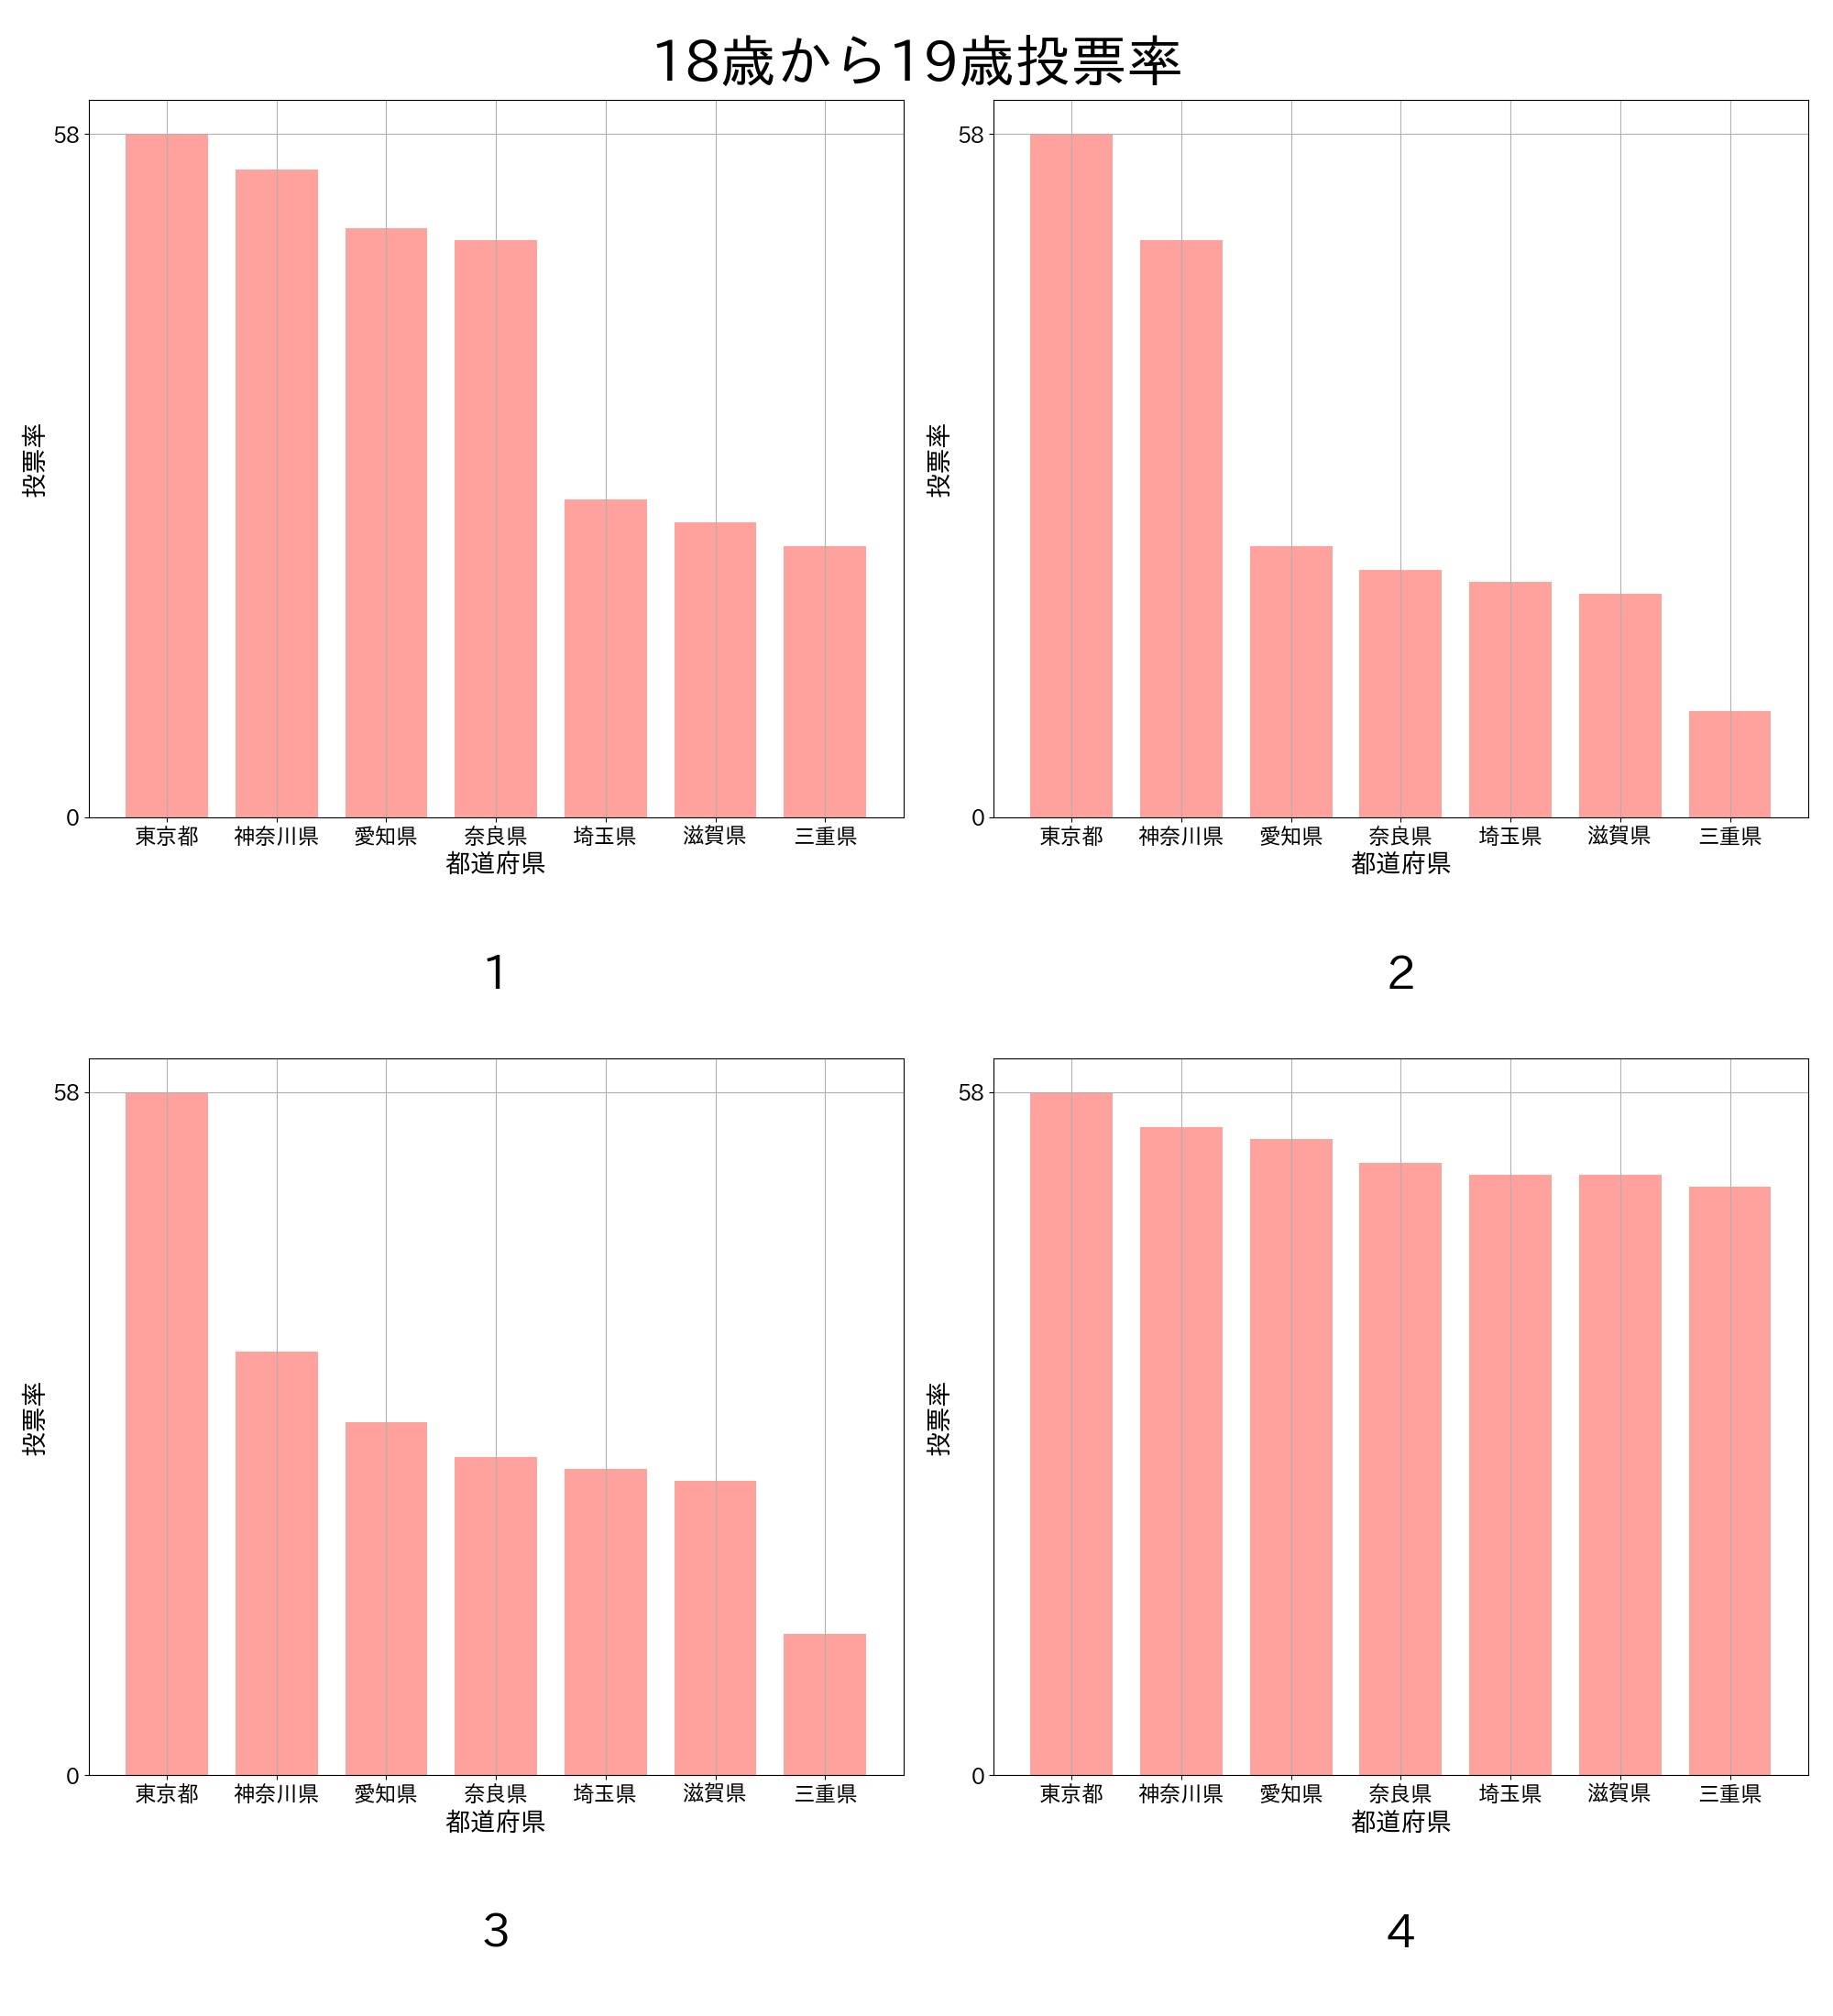 18歳から19歳投票率
58
投票率
0
東京都 神奈川県 愛知県 奈良県 埼玉県 滋賀県 三重県
都道府県
1
58
投票率
0
東京都 神奈川県 愛知県 奈良県 埼玉県 滋賀県 三重県
都道府県
2
58
投票率
0
東京都 神奈川県 愛知県 奈良県 埼玉県 滋賀県 三重県
都道府県
3
58
投票率
0
東京都 神奈川県 愛知県 奈良県 埼玉県 滋賀県 三重県
都道府県
4